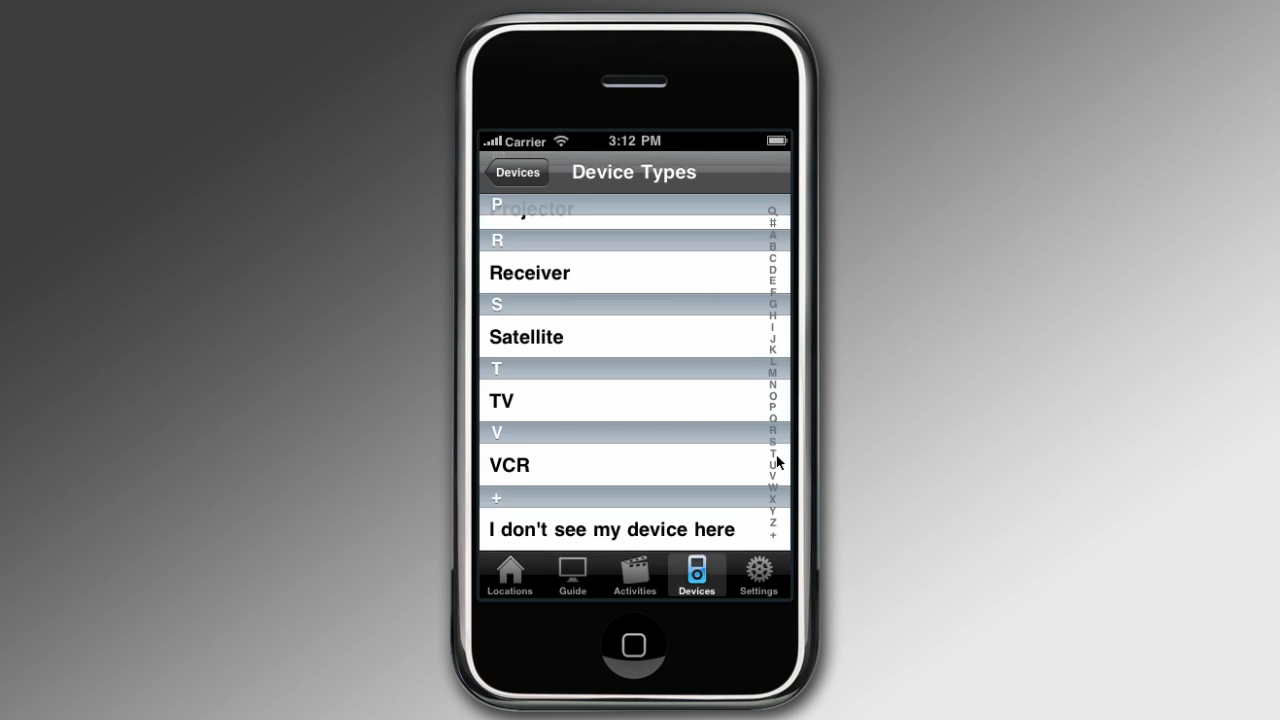 Carrier 3:12 PM
Devices Device Types
P
Projector
R
Receiver
S
Satellite
T
TV
V
VCR
+
I don't see my device here
#
A
B
C
D
E
F
G
H
I
J
K
L
M
N
O
P
Q
R
S
T
U
V
W
X
Y
Z
+
Locations Guide Activities Devices Settings